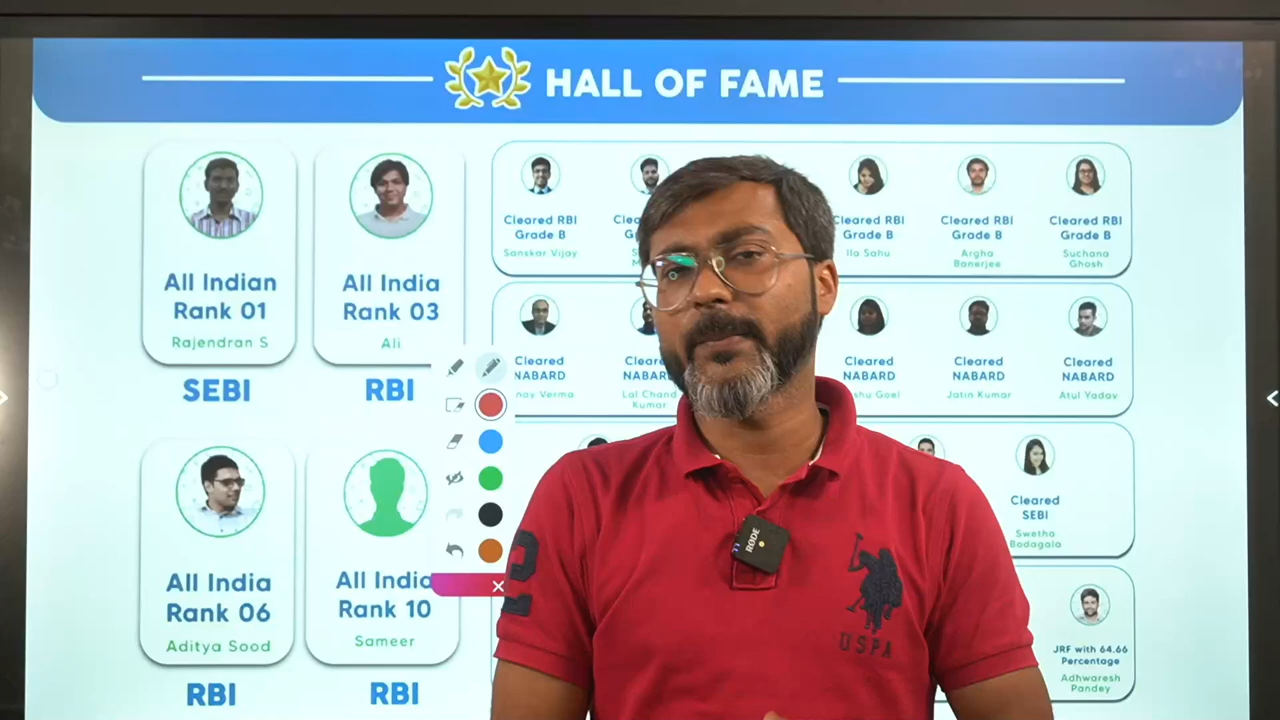 HALL OF FAME
All Indian
Rank 01
Rajendran S
SEBI
All India
Rank 03
Ali
RBI
Cleared RBI
Grade B
Sanskar Vijay
Cleared RBI
Grade B
Ila Sahu
Cleared RBI
Grade B
Argha
Banerjee
Cleared RBI
Grade B
Suchana
Ghosh
Cleared
NABARD
Verma
Cleared
NABARD
Lal Chand
Kumar
Cleared
NABARD
Goel
Cleared
NABARD
Jatin Kumar
Cleared
NABARD
Atul Yadav
All India
Rank 06
Aditya Sood
RBI
All India
Rank 10
Sameer
RBI
Cleared
SEBI
Swetha
Badagala
JRF with 64.66
Percentage
Adhwaresh
Pandey
RØDE
2
USPA